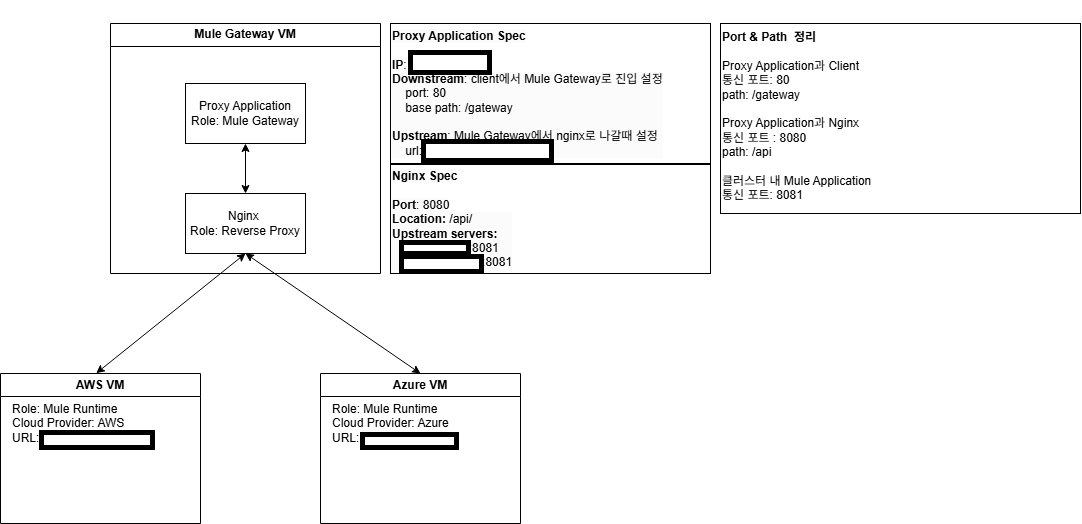 Mule Gateway VM
Proxy Application
Role: Mule Gateway
Nginx
Role: Reverse Proxy
Proxy Application Spec
IP:
Downstream: client에서 Mule Gateway로 진입 설정
port: 80
base path: /gateway
Upstream: Mule Gateway에서 nginx로 나갈때 설정
url:
Nginx Spec
Port: 8080
Location: /api/
Upstream servers:
8081
8081
Port & Path 정리
Proxy Application과 Client
통신 포트: 80
path: /gateway
Proxy Application과 Nginx
통신 포트 : 8080
path: /api
클러스터 내 Mule Application
통신 포트: 8081
AWS VM
Role: Mule Runtime
Cloud Provider: AWS
URL:
Azure VM
Role: Mule Runtime
Cloud Provider: Azure
URL: